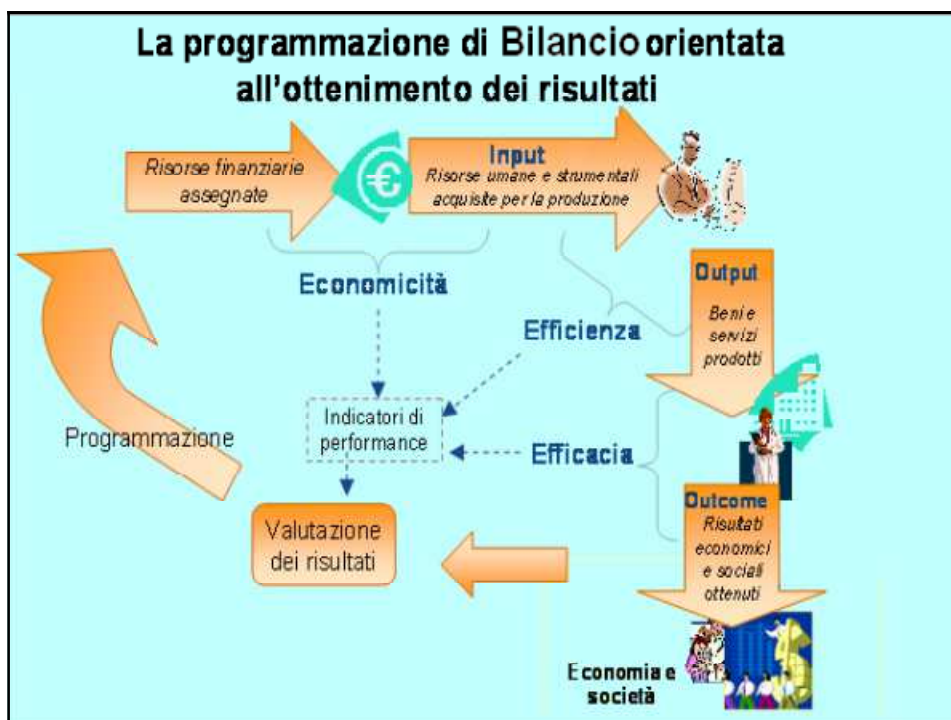 La programmazione di Bilancio orientata
all'ottenimento dei risultati
Risorse finanziarie
assegnate
€
Input
Risorse umane e strumentali
acquisite per la produzione
Output
Beni e
servizi
prodotti
Economicità
Efficienza
Indicatori di
performance
Efficacia
Programmazione
Outcome
Risultati
economici
e sociali
ottenuti
Valutazione
dei risultati
Economia e
società